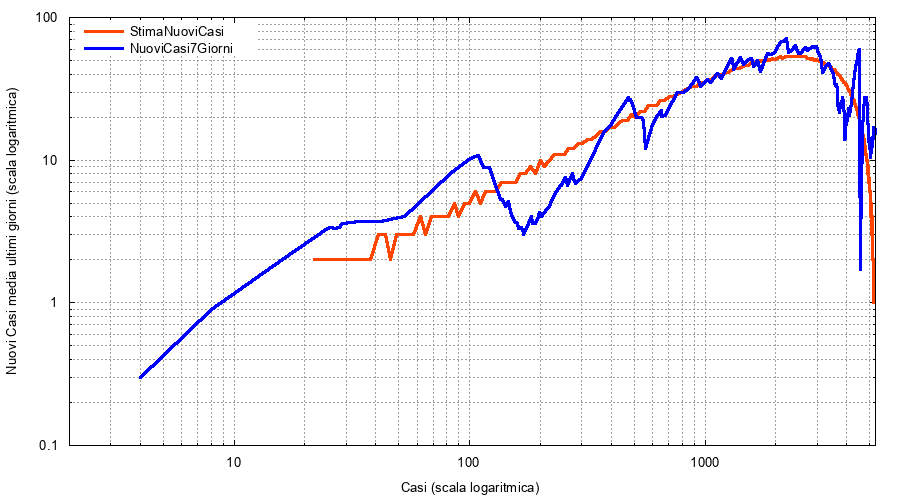 StimaNuoviCasi
NuoviCasi7Giorni
100
10
1
0.1
Nuovi Casi media ultimi giorni (scala logaritmica)
10 100 1000
Casi (scala logaritmica)